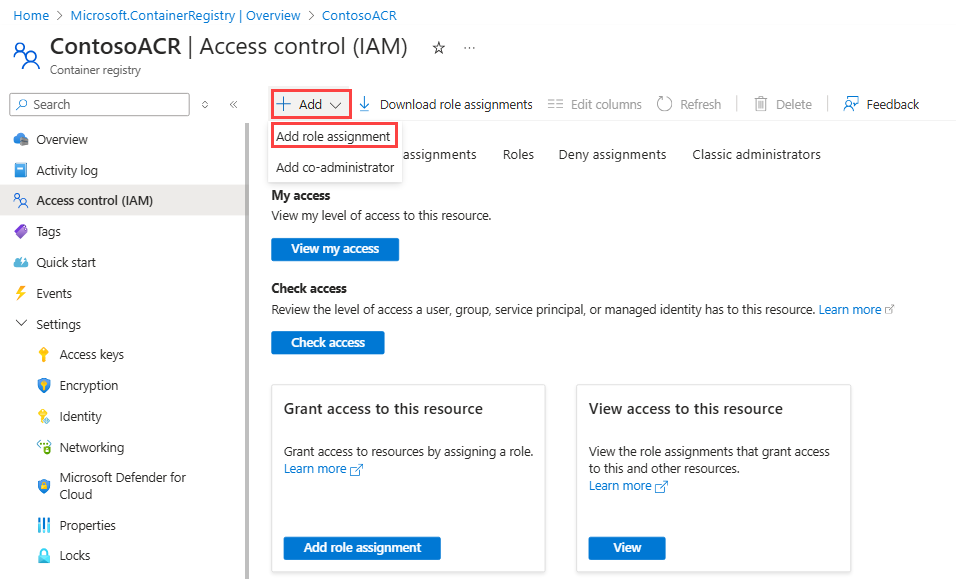 Home > Microsoft.ContainerRegistry | Overview > ContosoACR
ContosoACR | Access control (IAM)
Container registry
Search
Add
Download role assignments
Edit columns
Refresh
Delete
Feedback
Add role assignment
Add co-administrator
assignments
Roles
Deny assignments
Classic administrators
Overview
Activity log
Access control (IAM)
Tags
Quick start
Events
Settings
Access keys
Encryption
Identity
Networking
Microsoft Defender for
Cloud
Properties
Locks
My access
View my level of access to this resource.
View my access
Check access
Review the level of access a user, group, service principal, or managed identity has to this resource. Learn more
Check access
Grant access to this resource
Grant access to resources by assigning a role.
Learn more
Add role assignment
View access to this resource
View the role assignments that grant access
to this and other resources.
Learn more
View